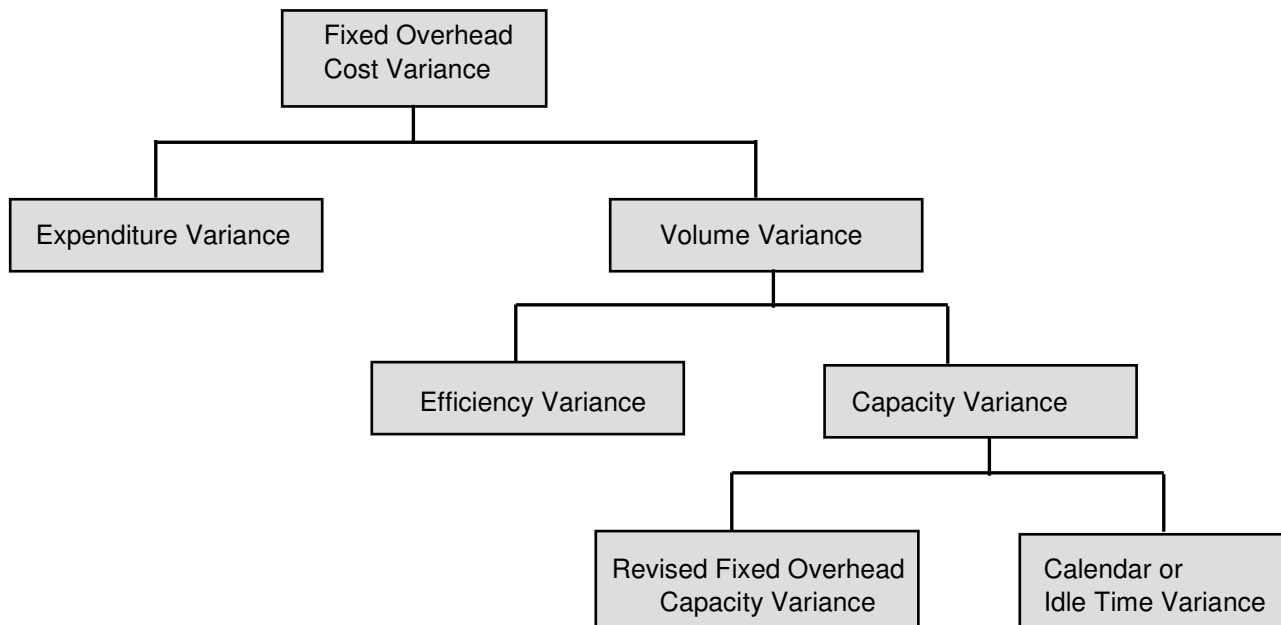 Fixed Overhead
Cost Variance
Expenditure Variance
Volume Variance
Efficiency Variance
Capacity Variance
Revised Fixed Overhead
Capacity Variance
Calendar or
Idle Time Variance